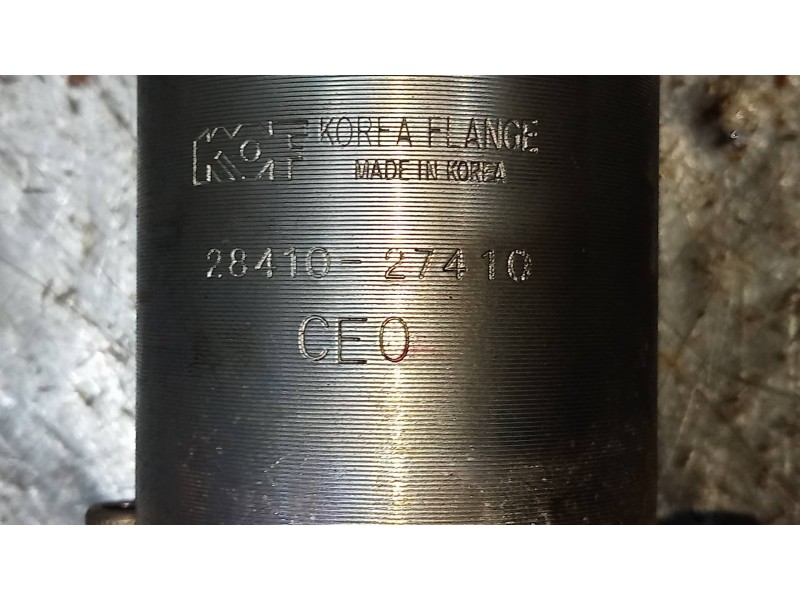 KOREA FLANGE
MADE IN KOREA
28410-27410
CEO